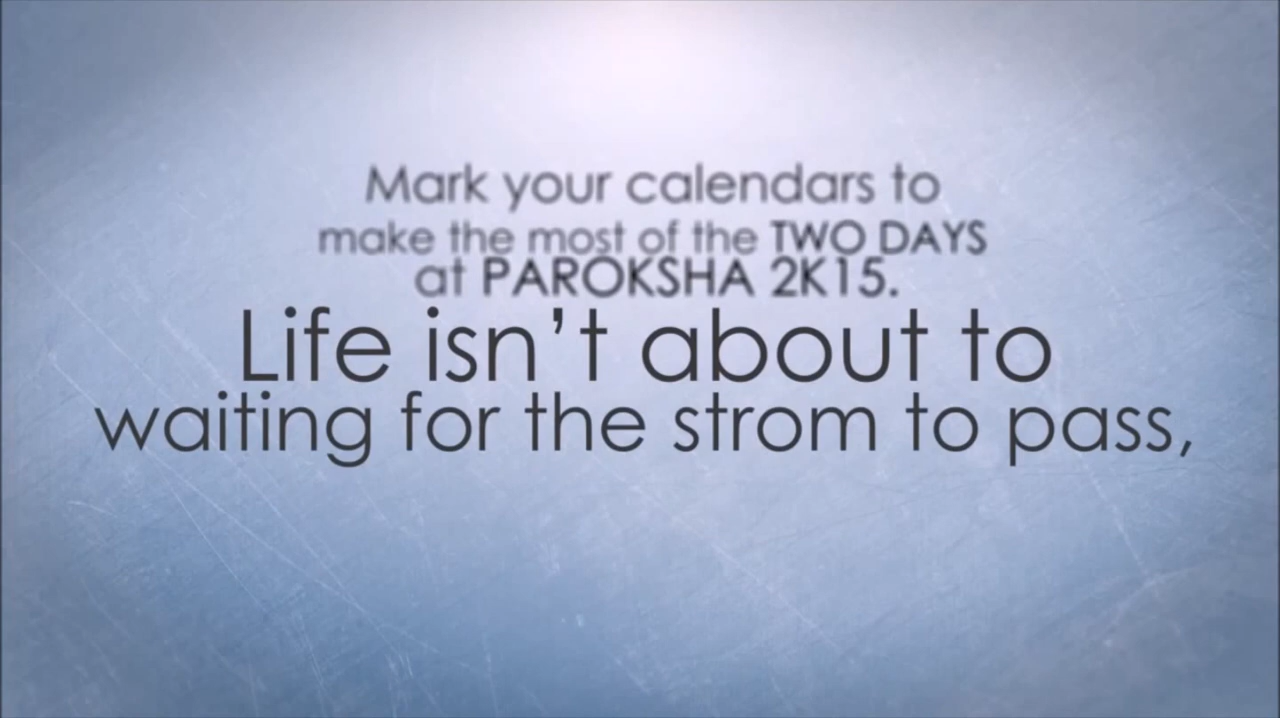 Mark your calendars to
make the most of the TWO DAYS
at PAROKSHA 2K15.
Life isn’t about to
waiting for the strom to pass,